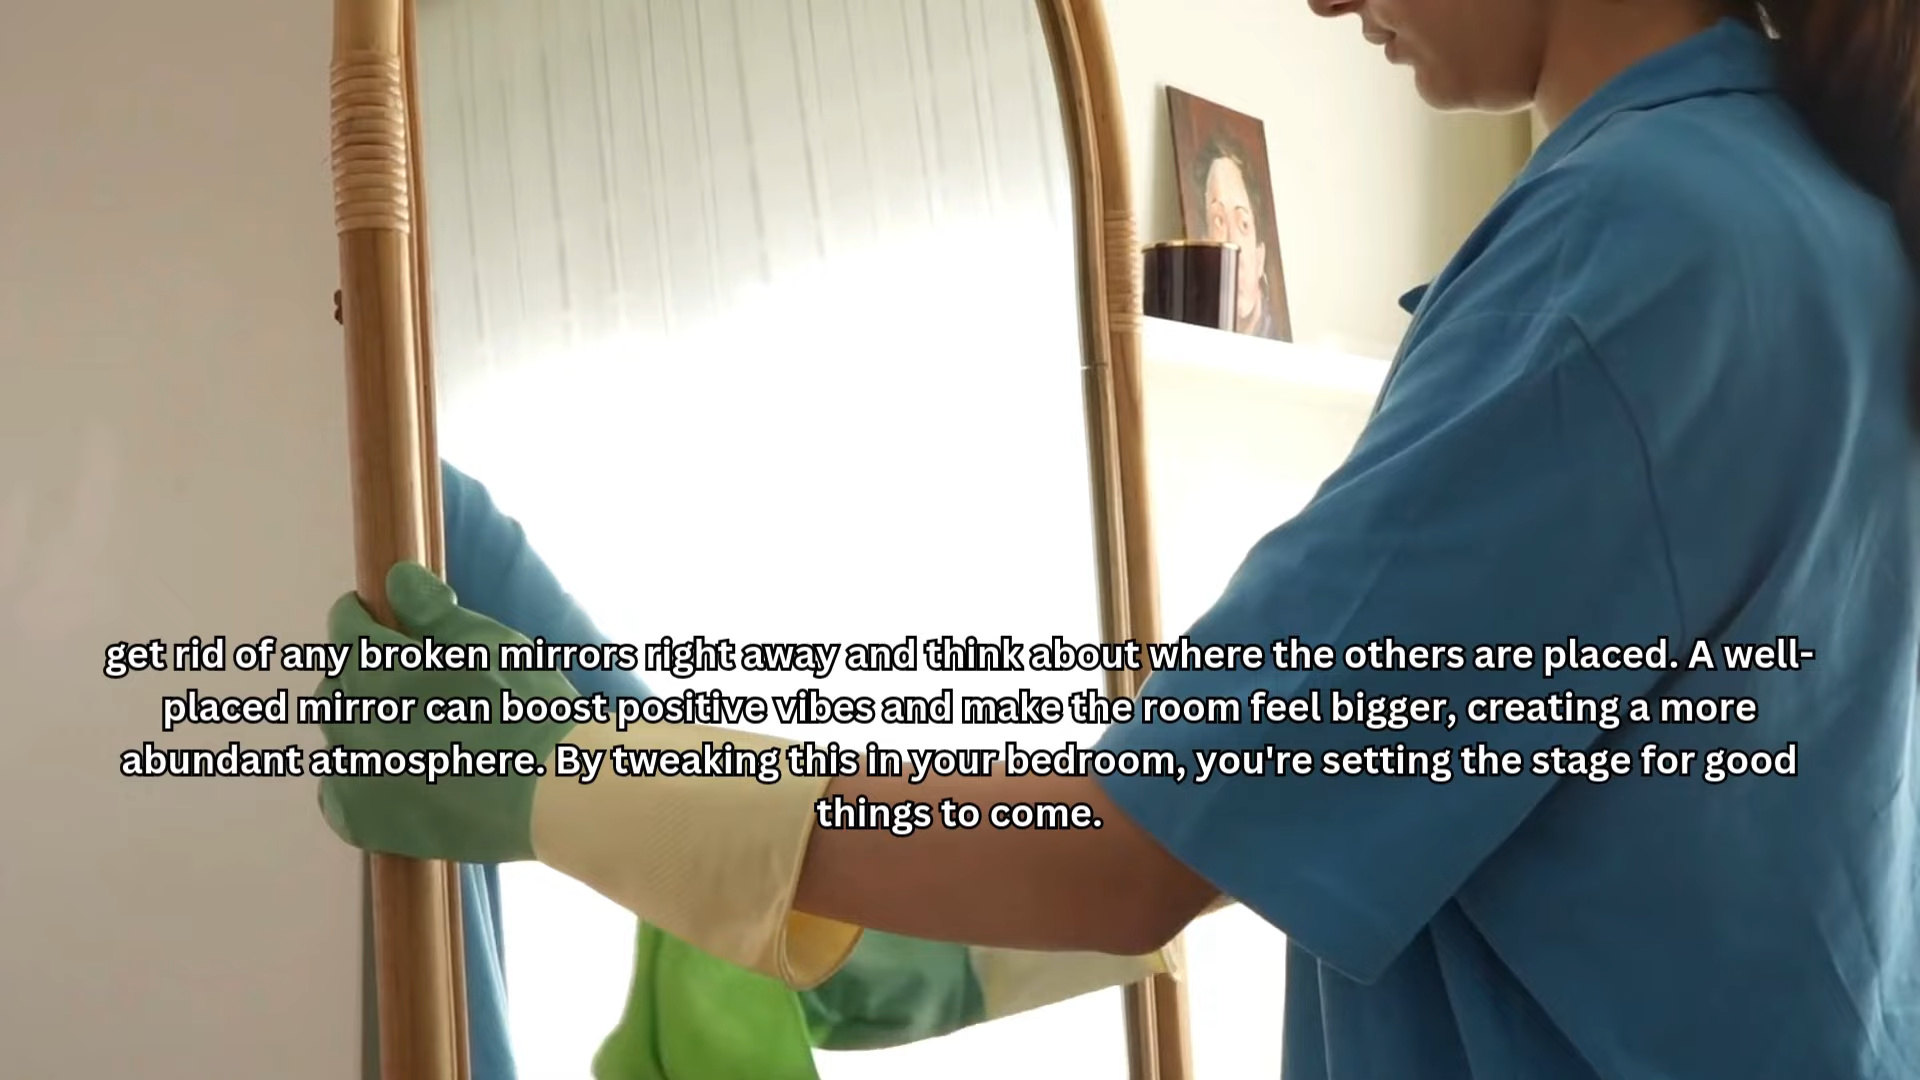 get rid of any broken mirrors right away and think about where the others are placed. A well-
placed mirror can boost positive vibes and make the room feel bigger, creating a more
abundant atmosphere. By tweaking this in your bedroom, you're setting the stage for good
things to come.